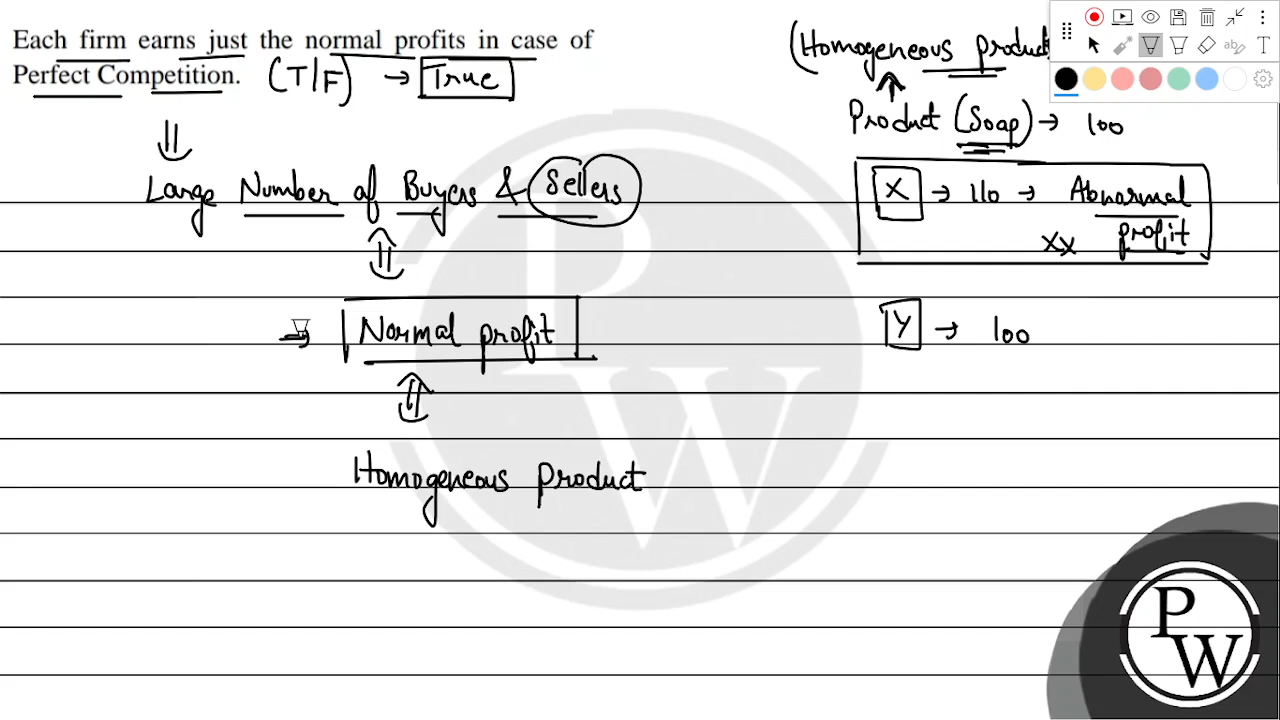 Each firm earns just the normal profits in case of
Perfect Competition. (T/F) → True
Large Number of Buyers & Sellers
Normal profit
Homogeneous Product
(Homogeneous product
Product (Soap) → 100
X → 110 → Abnormal
xx profit
Y → 100
ab
T
P
W
P
W